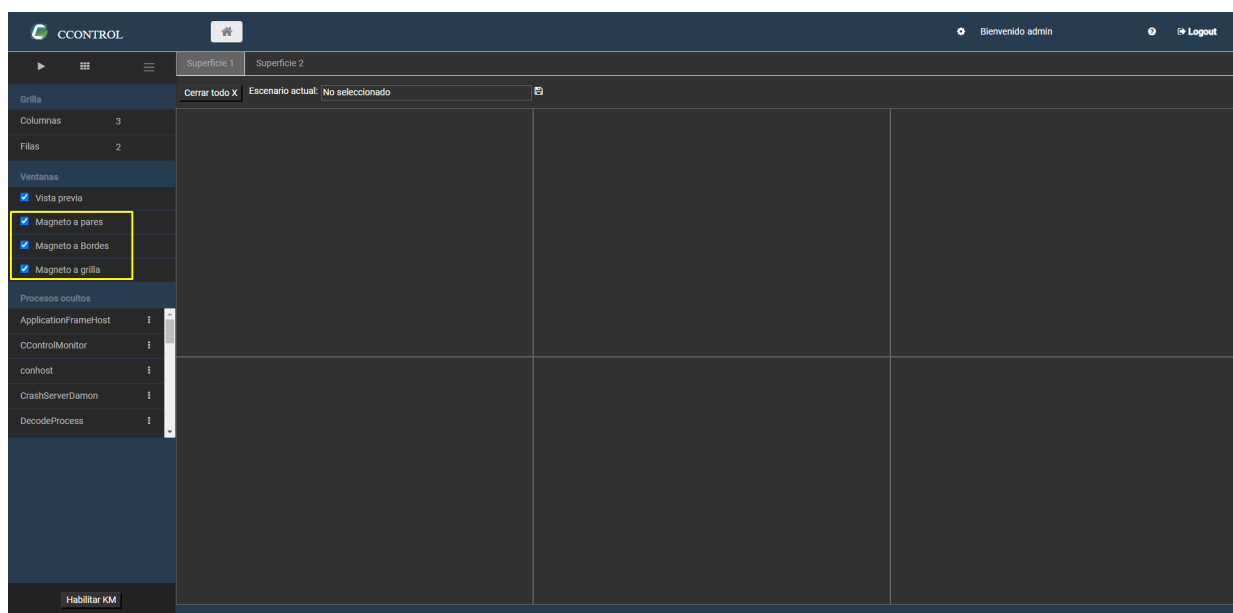 CCONTROL
Bienvenido admin
Logout
Superficie 1 Superficie 2
Cerrar todo X Escenario actual: No seleccionado
Grilla
Columnas 3
Filas 2
Ventanas
Vista previa
Magneto a pares
Magneto a Bordes
Magneto a grilla
Procesos ocultos
ApplicationFrameHost
CControlMonitor
conhost
CrashServerDamon
DecodeProcess
Habilitar KM